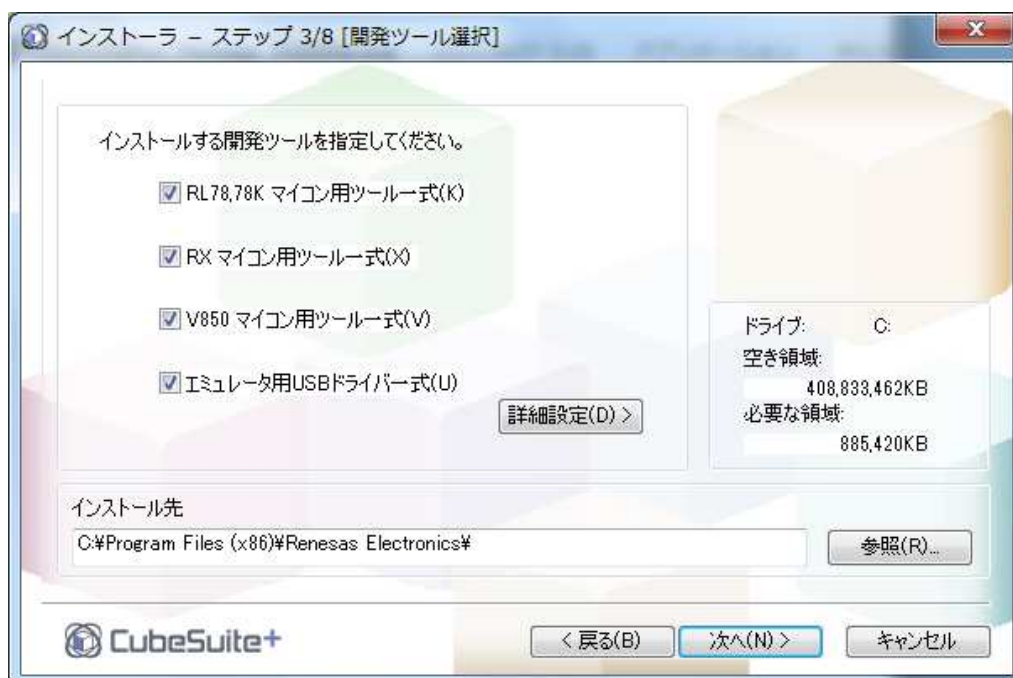 インストーラ － ステップ 3/8 [開発ツール選択]
インストールする開発ツールを指定してください。
RL78,78K マイコン用ツール一式(K)
RX マイコン用ツール一式(X)
V850 マイコン用ツール一式(V)
エミュレータ用USBドライバ一式(U)
詳細設定(D) >
ドライブ: C:
空き領域:
408,833,462KB
必要な領域:
885,420KB
インストール先
C:¥Program Files (x86)¥Renesas Electronics¥
参照(R)...
CubeSuite+
< 戻る(B)
次へ(N) >
キャンセル